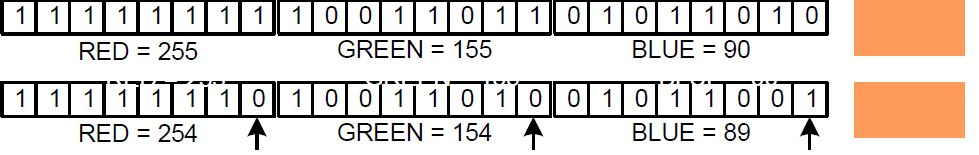 1 1 1 1 1 1 1 1 1 0 0 1 1 0 1 1 0 1 0 1 1 0 1 0
RED = 255 GREEN = 155 BLUE = 90
1 1 1 1 1 1 1 0 1 0 0 1 1 0 1 0 0 1 0 1 1 0 0 1
RED = 254 GREEN = 154 BLUE = 89